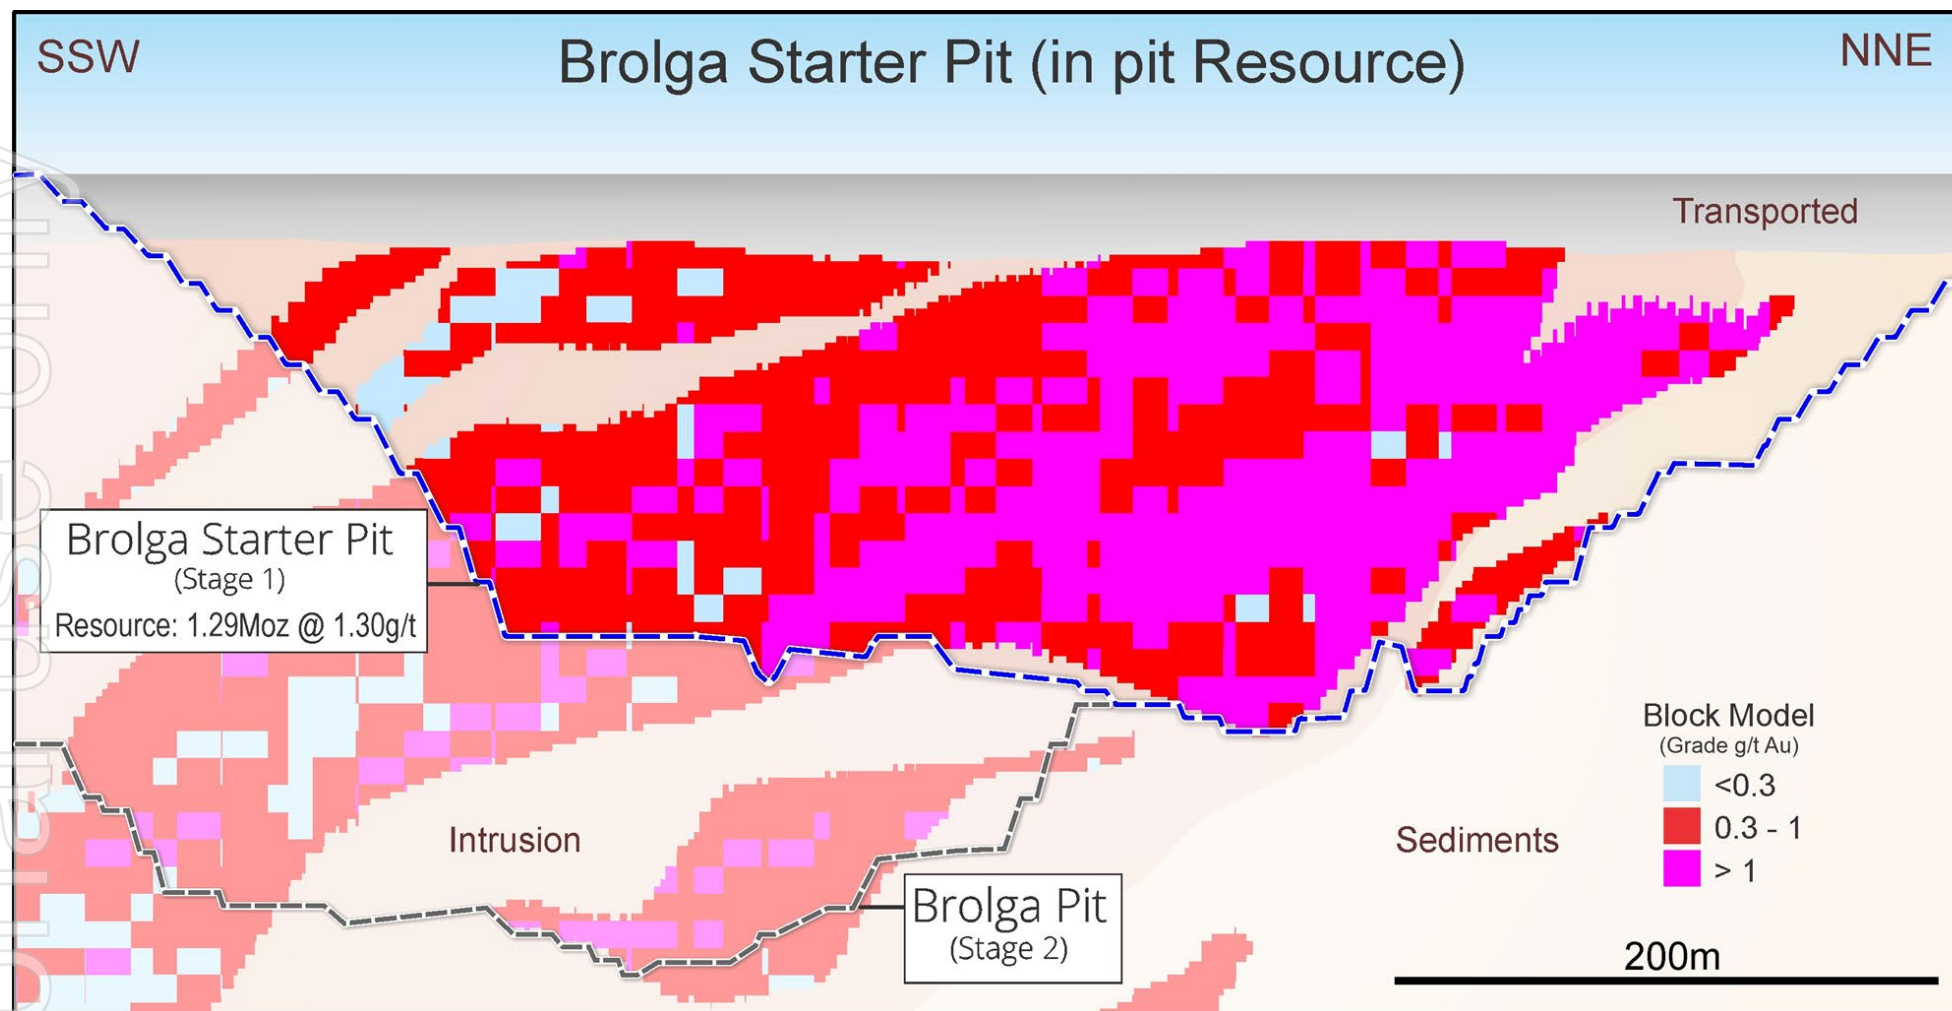 SSW
Brolga Starter Pit (in pit Resource)
NNE
Transported
Brolga Starter Pit
(Stage 1)
Resource: 1.29Moz @ 1.30g/t
Intrusion
Sediments
Brolga Pit
(Stage 2)
Block Model
(Grade g/t Au)
<0.3
0.3 - 1
> 1
200m